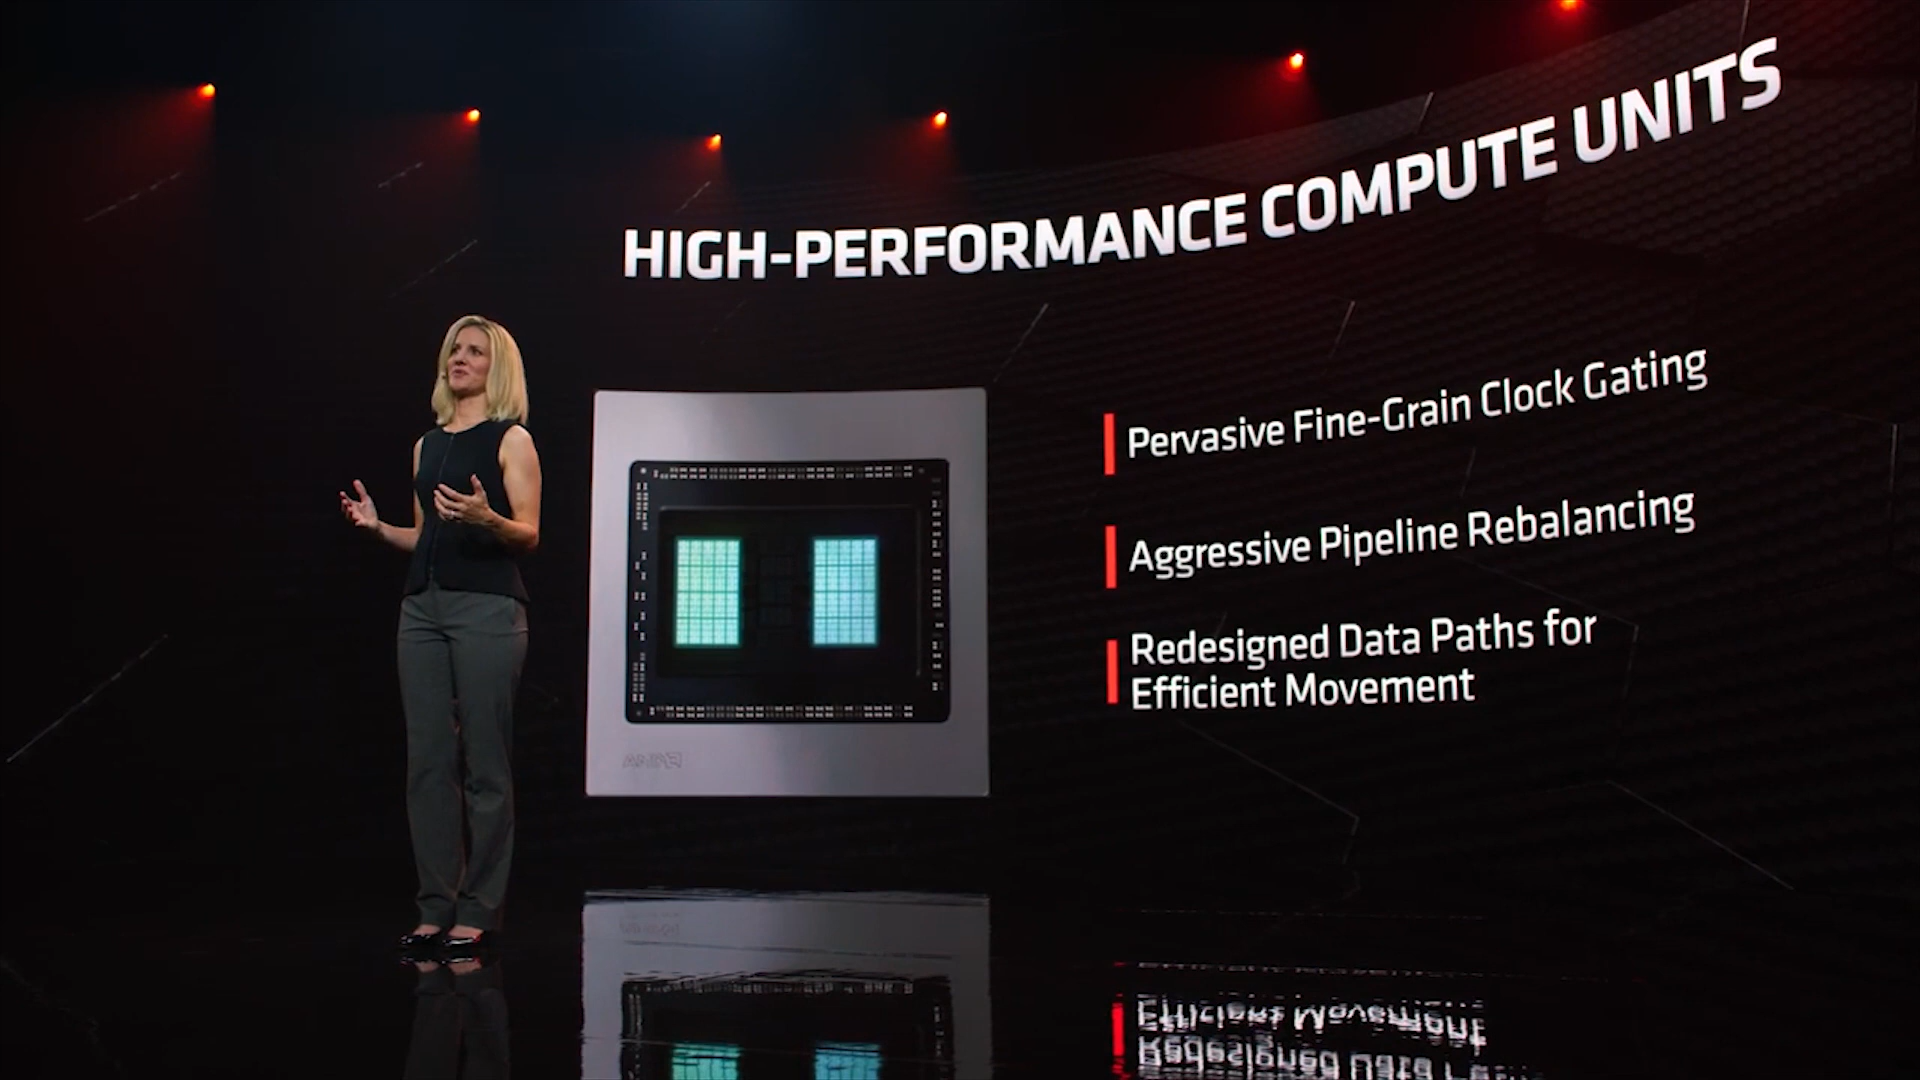 HIGH-PERFORMANCE COMPUTE UNITS
Pervasive Fine-Grain Clock Gating
Aggressive Pipeline Rebalancing
Redesigned Data Paths for
Efficient Movement